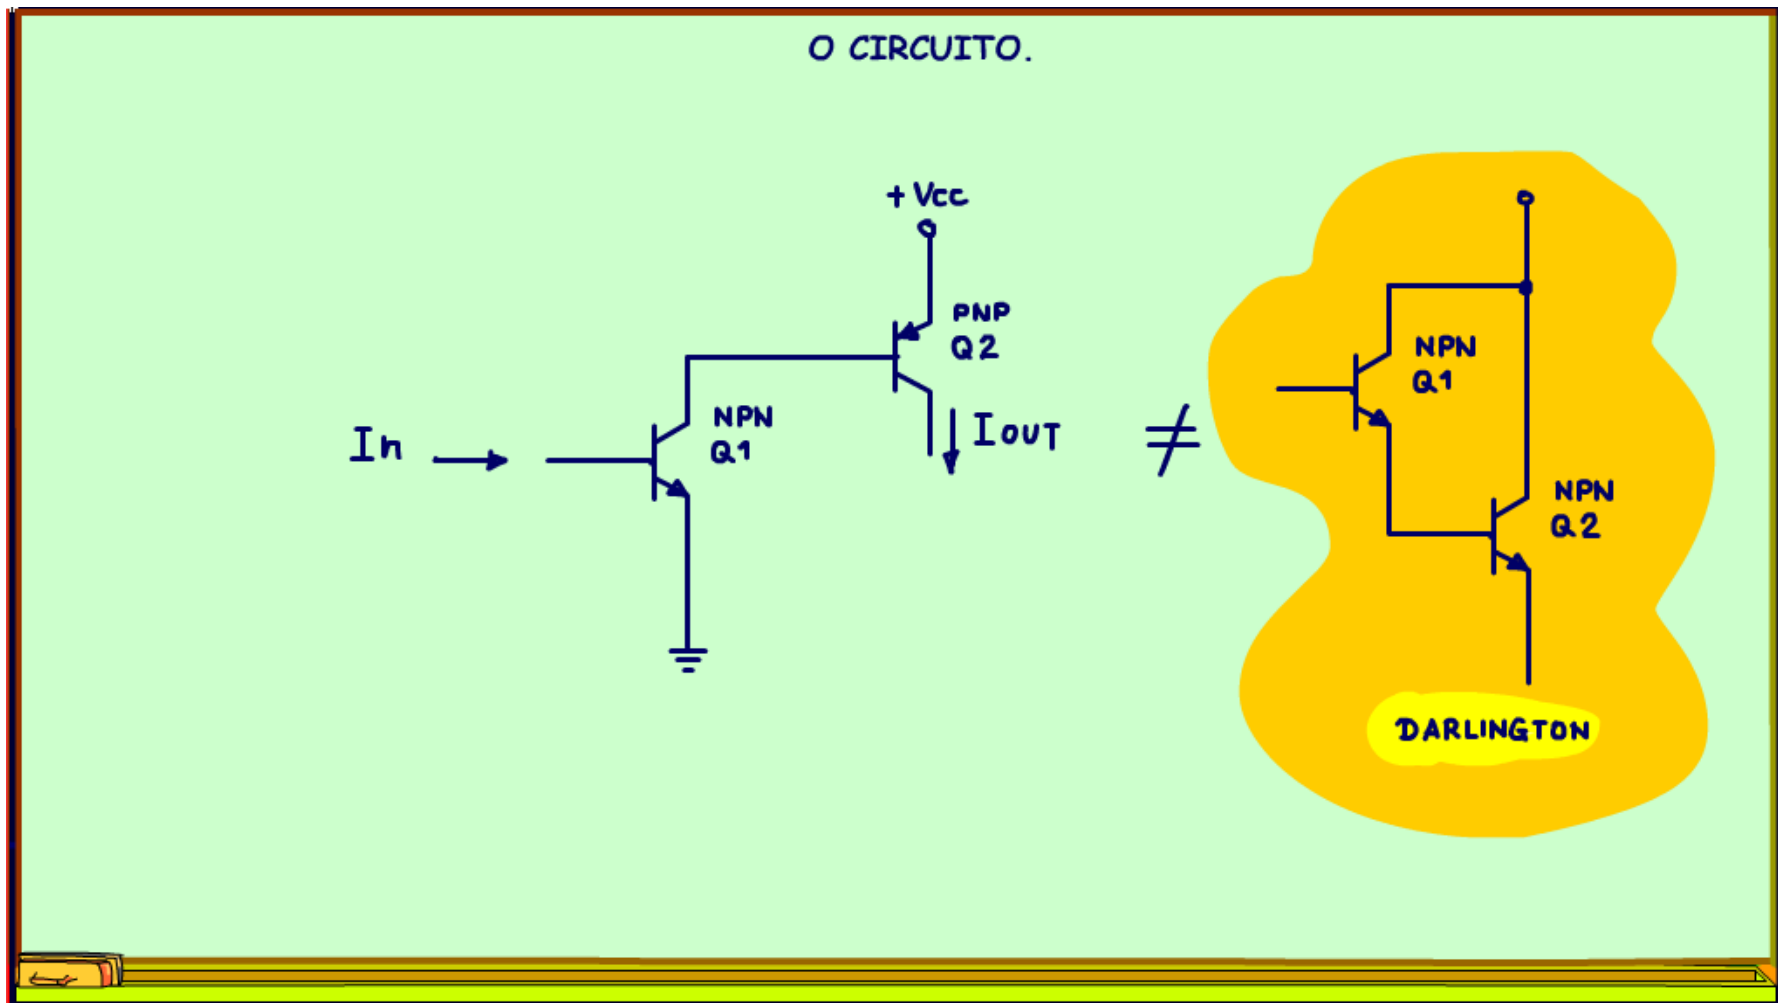 O CIRCUITO.
+Vcc
PNP
Q2
NPN
Q1
In
IOUT
≠
NPN
Q1
NPN
Q2
DARLINGTON